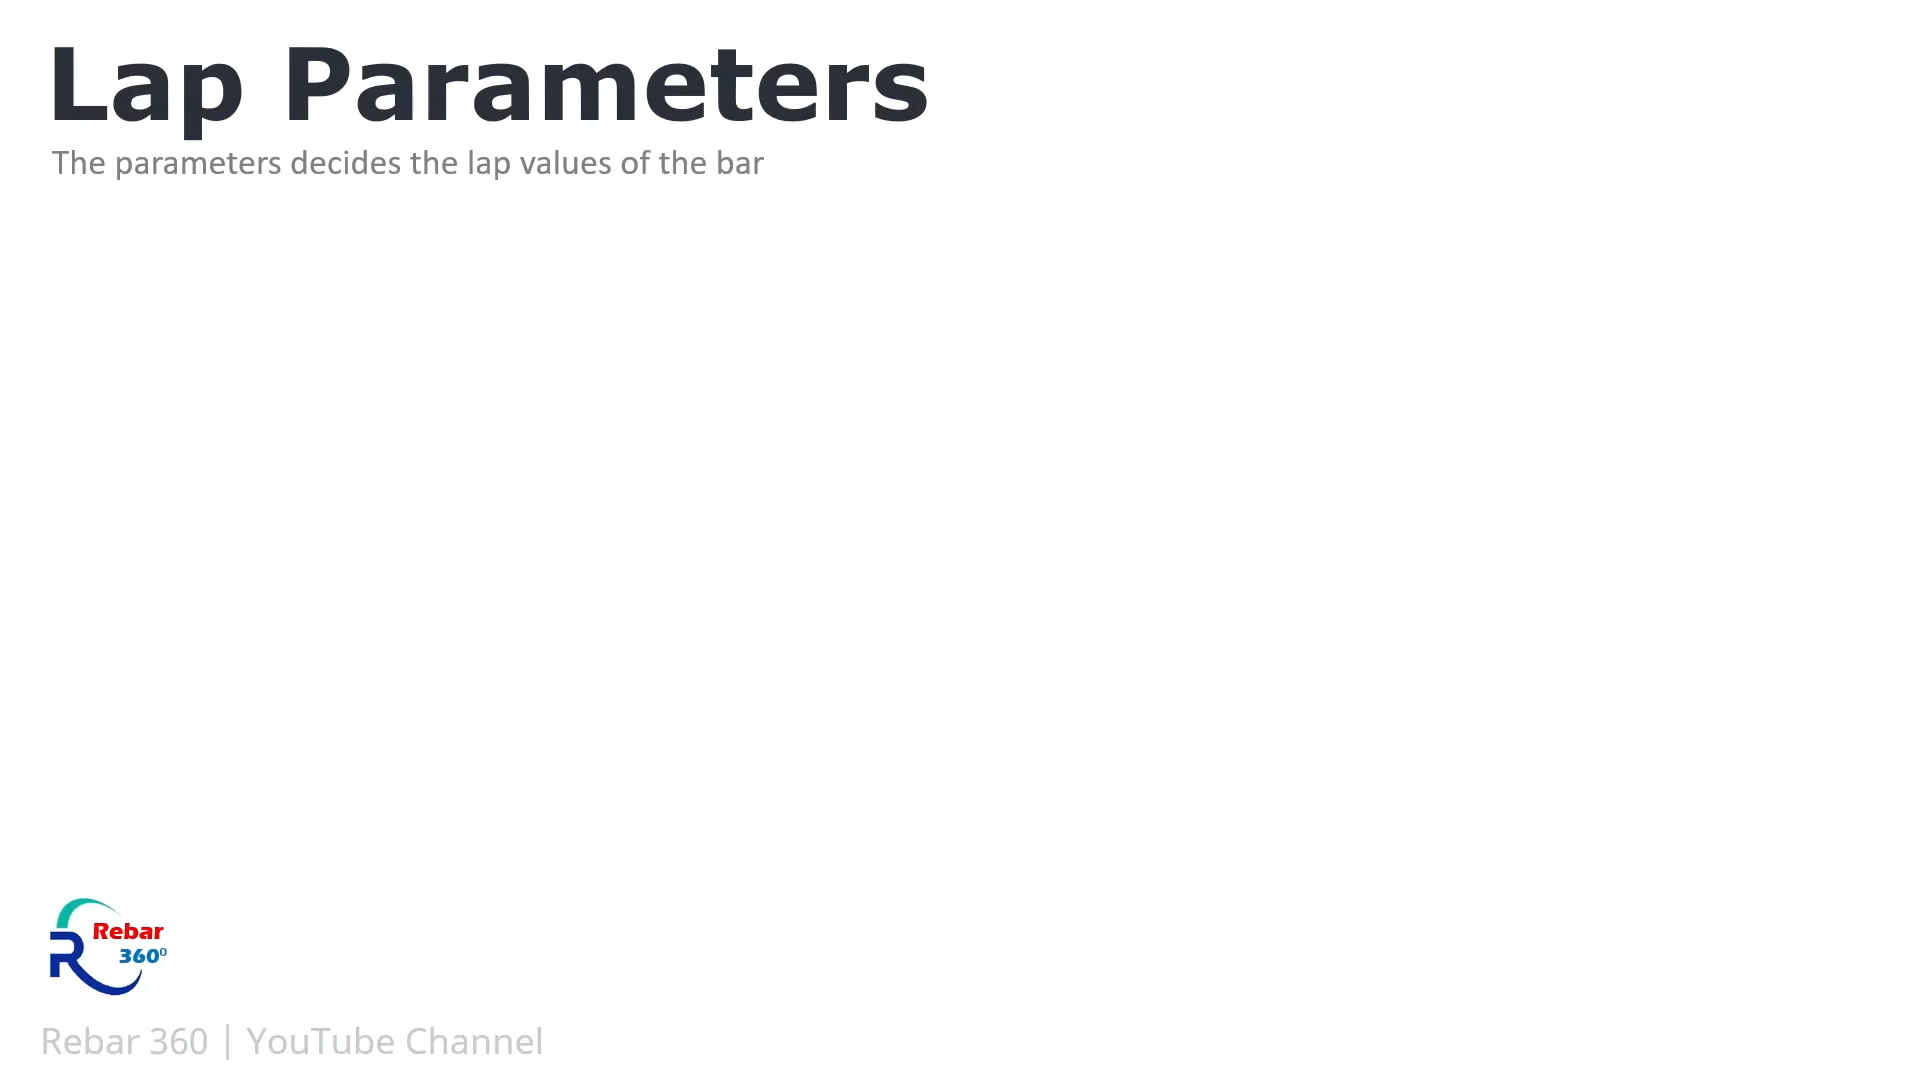 Lap Parameters
The parameters decides the lap values of the bar
Rebar
360⁰
Rebar 360 | YouTube Channel